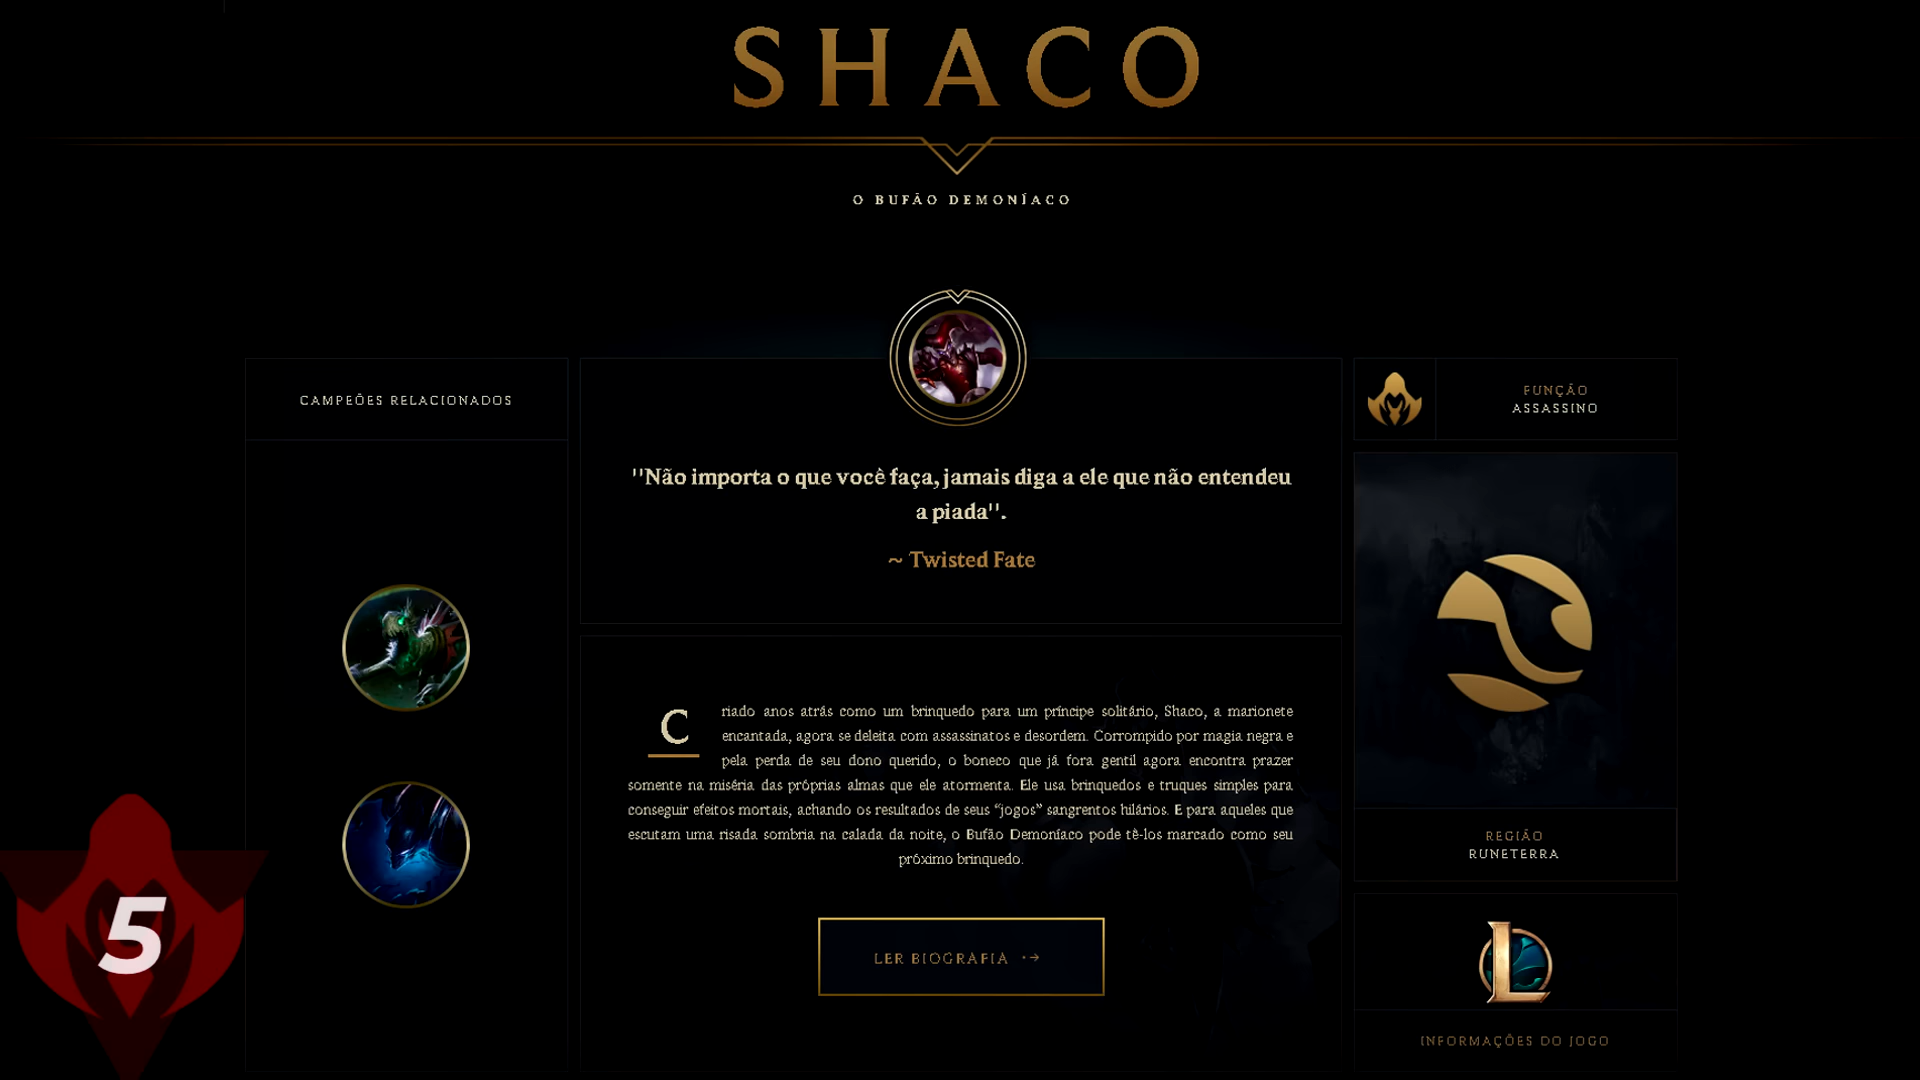 SHACO
O BUFÃO DEMONÍACO
CAMPEÕES RELACIONADOS
"Não importa o que você faça, jamais diga a ele que não entendeu
a piada".
~ Twisted Fate
Criado anos atrás como um brinquedo para um príncipe solitário, Shaco, a marionete
encantada, agora se deleita com assassinatos e desordem. Corrompido por magia negra e
pela perda de seu dono querido, o boneco que já fora gentil agora encontra prazer
somente na miséria das próprias almas que ele atormenta. Ele usa brinquedos e truques simples para
conseguir efeitos mortais, achando os resultados de seus “jogos” sangrentos hilários. E para aqueles que
escutam uma risada sombria na calada da noite, o Bufão Demoníaco pode tê-los marcado como seu
próximo brinquedo.
LER BIOGRAFIA
FUNÇÃO
ASSASSINO
REGIÃO
RUNETERRA
L
INFORMAÇÕES DO JOGO
5